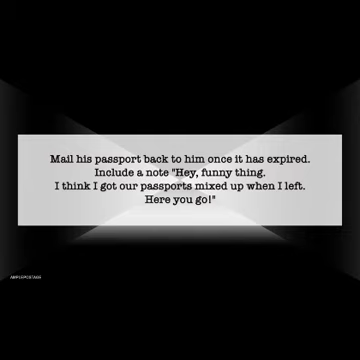 Mail his passport back to him once it has expired.
Include a note "Hey, funny thing.
I think I got our passports mixed up when I left.
Here you go!"
AMPLEPOSTAGE